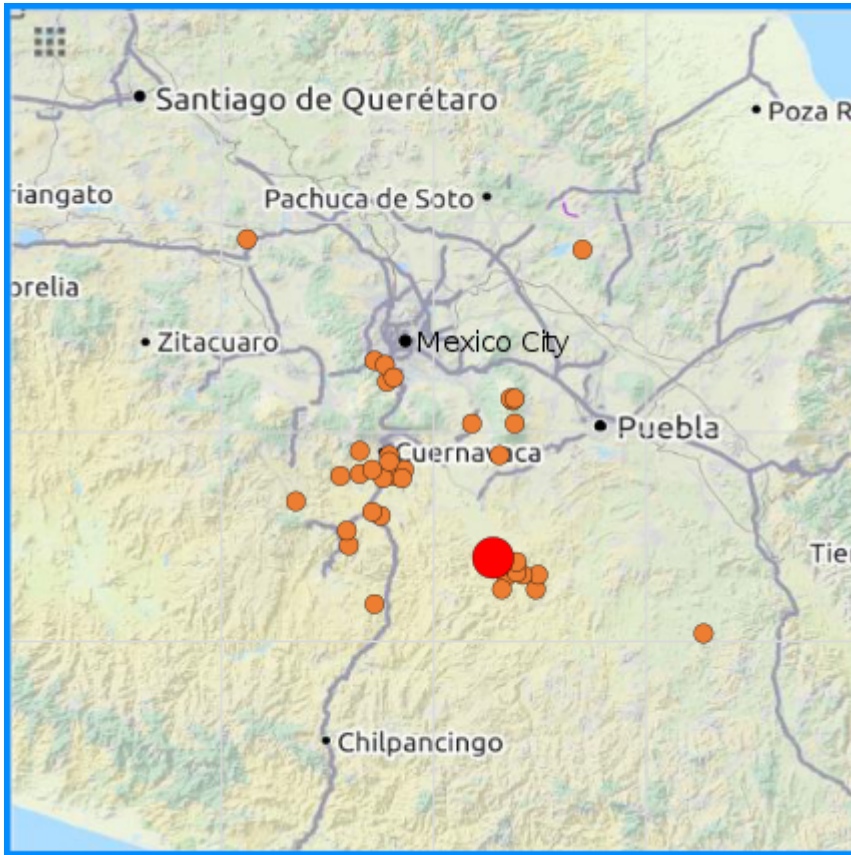 Santiago de Querétaro
Poza R
riangato
Pachuca de Soto
orelia
Zitacuaro
Mexico City
Puebla
Cuernavaca
Tie
Chilpancingo